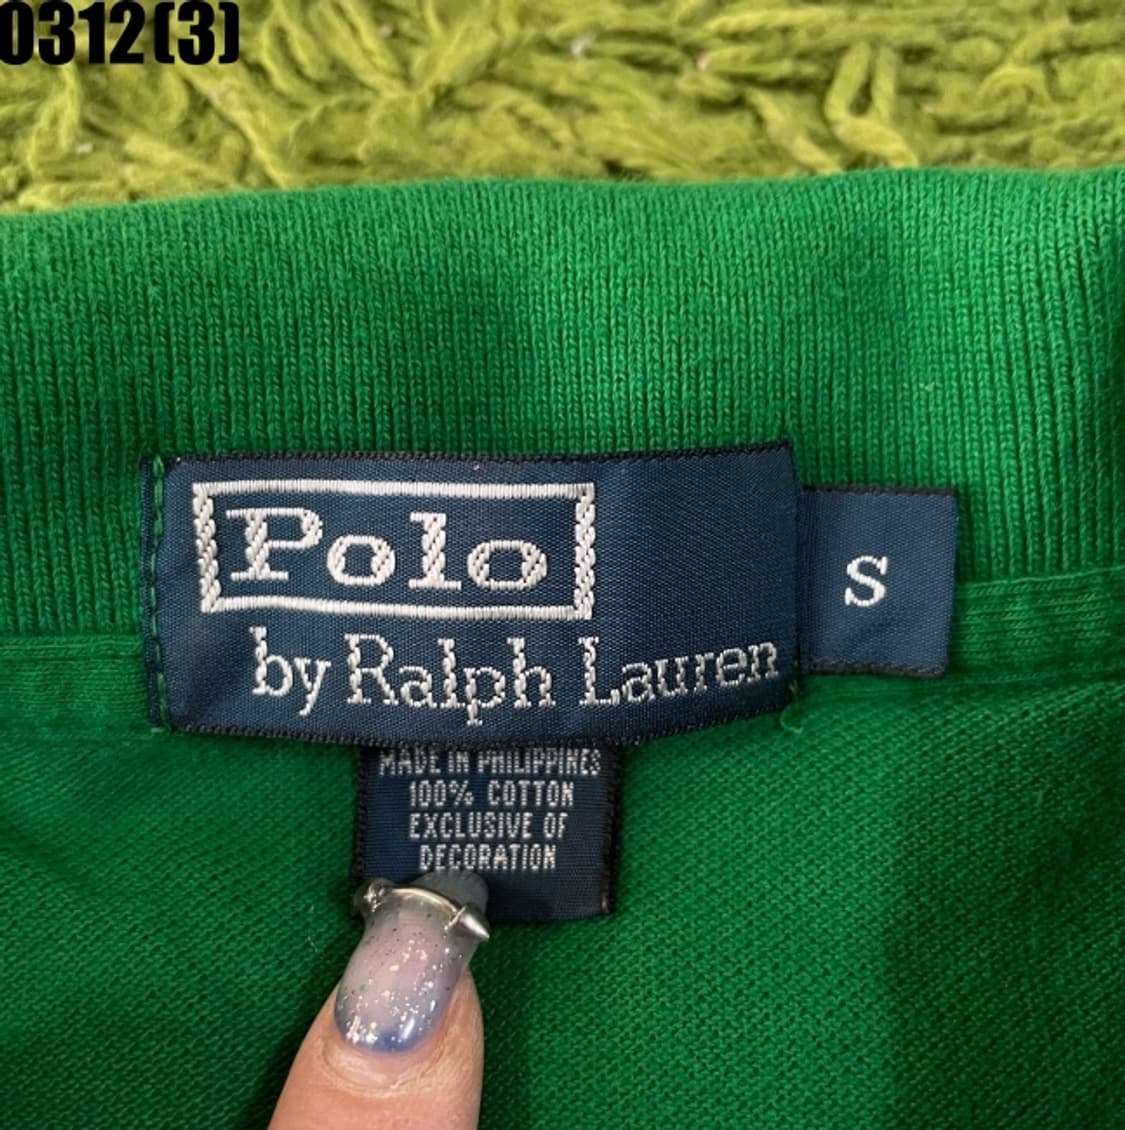 0312(3)
Polo
by Ralph Lauren
S
MADE IN PHILIPPINES
100% COTTON
EXCLUSIVE OF
DECORATION